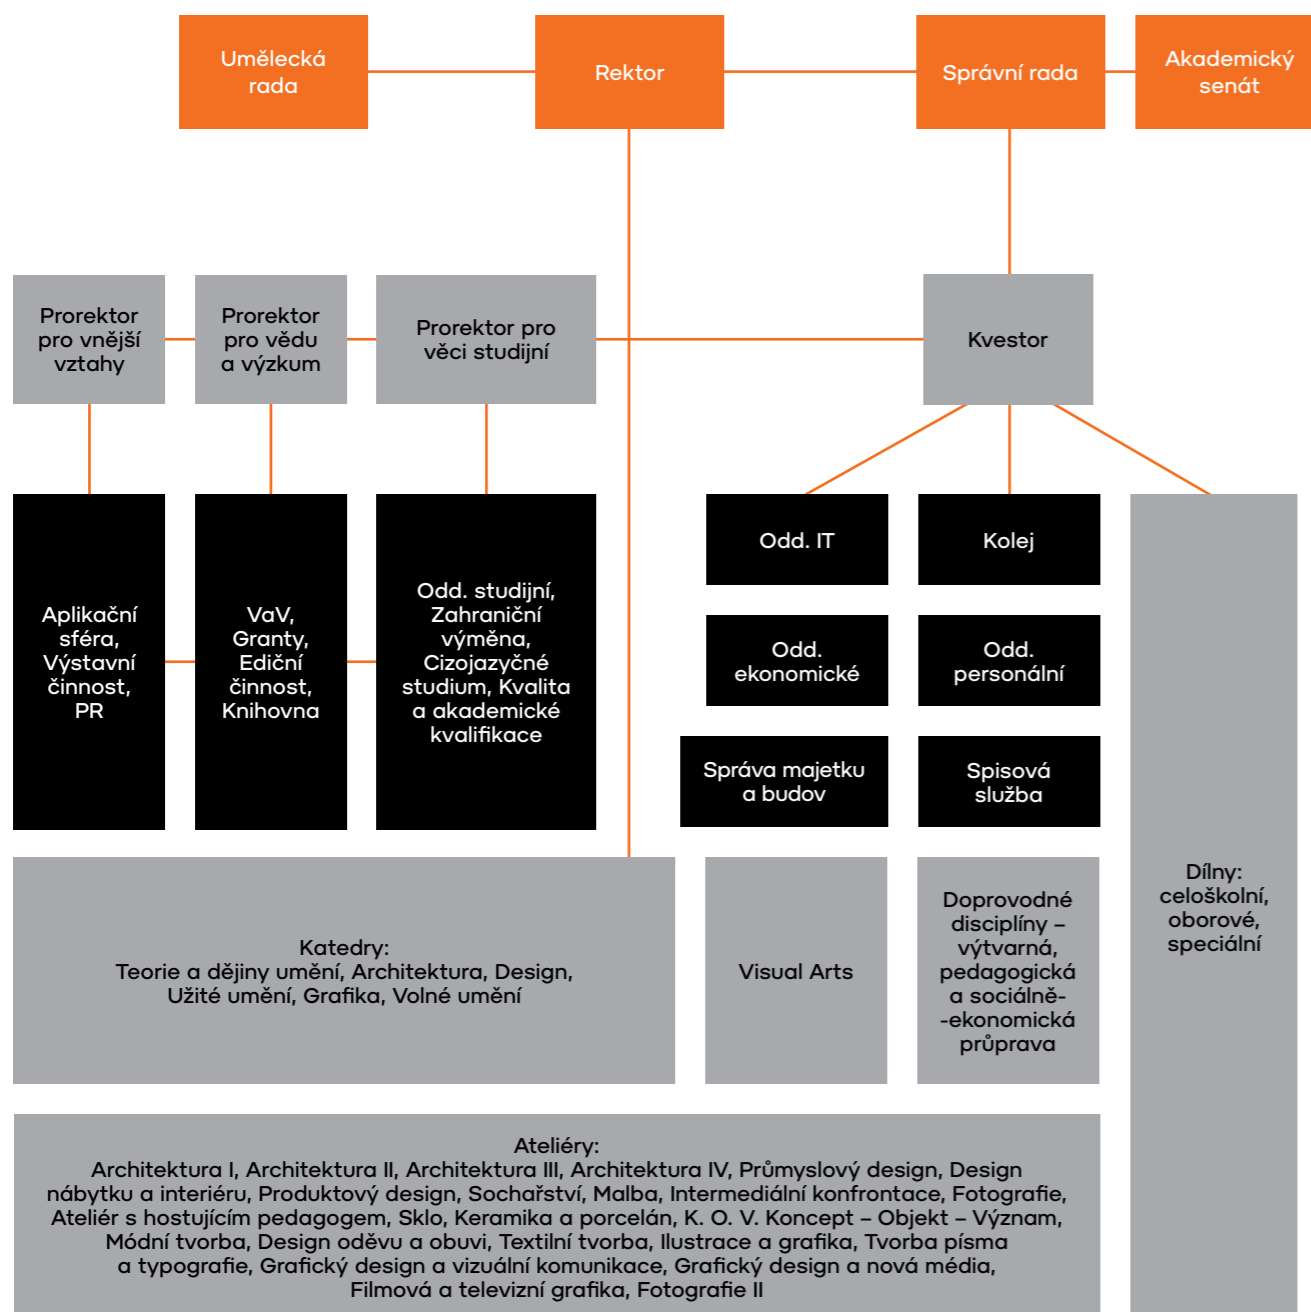 Umělecká
rada
Rektor
Správní rada
Akademický
senát
Prorektor
pro vnější
vztahy
Prorektor
pro vědu
a výzkum
Prorektor pro
věci studijní
Kvestor
Aplikační
sféra,
Výstavní
činnost,
PR
VaV,
Granty,
Ediční
činnost,
Knihovna
Odd. studijní,
Zahraniční
výměna,
Cizojazyčné
studium, Kvalita
a akademické
kvalifikace
Odd. IT
Kolej
Odd.
ekonomické
Odd.
personální
Správa majetku
a budov
Spisová
služba
Dílny:
celoškolní,
oborové,
speciální
Katedry:
Teorie a dějiny umění, Architektura, Design,
Užité umění, Grafika, Volné umění
Visual Arts
Doprovodné
disciplíny –
výtvarná,
pedagogická
a sociálně-
-ekonomická
průprava
Ateliéry:
Architektura I, Architektura II, Architektura III, Architektura IV, Průmyslový design, Design
nábytku a interiéru, Produktový design, Sochařství, Malba, Intermediální konfrontace, Fotografie,
Ateliér s hostujícím pedagogem, Sklo, Keramika a porcelán, K. O. V. Koncept – Objekt – Význam,
Módní tvorba, Design oděvu a obuvi, Textilní tvorba, Ilustrace a grafika, Tvorba písma
a typografie, Grafický design a vizuální komunikace, Grafický design a nová média,
Filmová a televizní grafika, Fotografie II